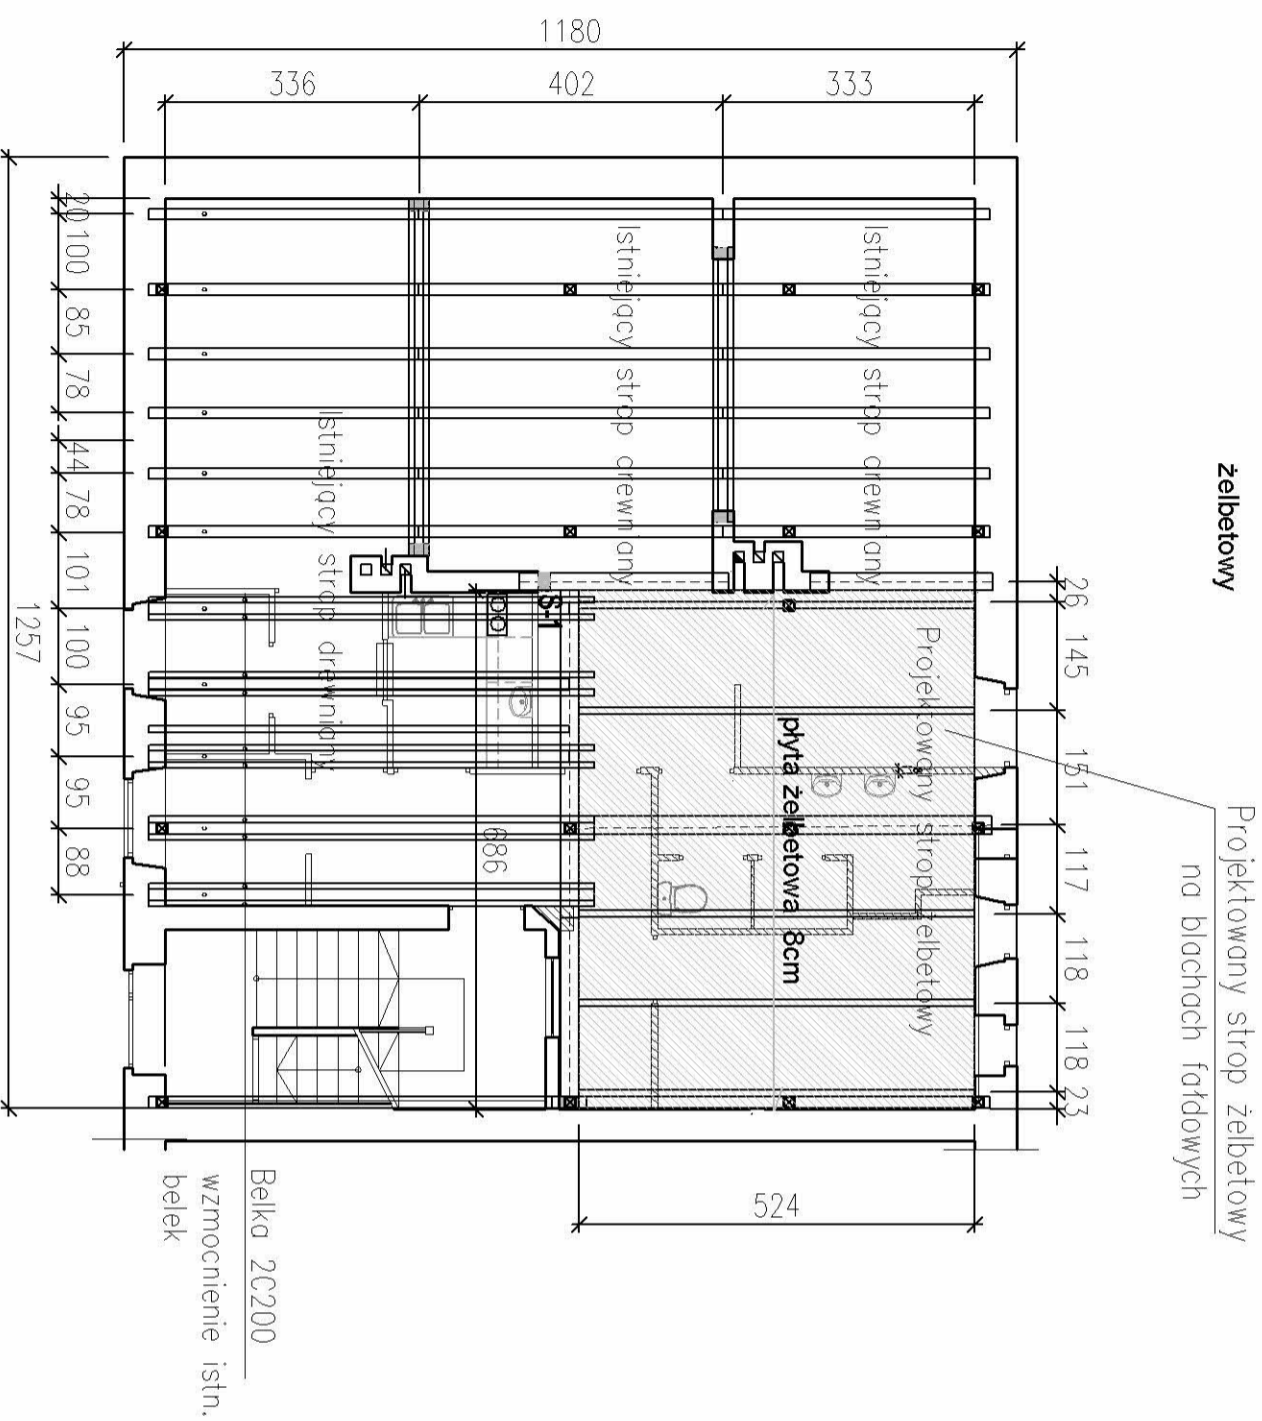 1180
336
402
333
20
100
85
78
44
78
101
100
95
95
88
1257
26
145
151
117
118
118
23
524
686
żelbetowy
Istniejący strop drewniany
Istniejący strop drewniany
Istniejący strop drewniany
Projektowany strop żelbetowy
płyta żelbetowa 8cm
S-1
Projektowany strop żelbetowy
na blachach fałdowych
Belka 2C200
wzmocnienie istn.
belek